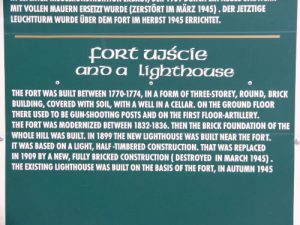 MIT VOLLEN MAUERN ERSETZT WURDE (ZERSTÖRT IM MÄRZ 1945) . DER JETZTIGE
LEUCHTTURM WURDE ÜBER DEM FORT IM HERBST 1945 ERRICHTET.
fort ujście
and a lighthouse
THE FORT WAS BUILT BETWEEN 1770-1774, IN A FORM OF THREE-STOREY, ROUND, BRICK
BUILDING, COVERED WITH SOIL, WITH A WELL IN A CELLAR. ON THE GROUND FLOOR
THERE USED TO BE GUN-SHOOTING POSTS AND ON THE FIRST FLOOR-ARTILLERY.
THE FORT WAS MODERNIZED BETWEEN 1832-1836. THEN THE BRICK FOUNDATION OF THE
WHOLE HILL WAS BUILT. IN 1899 THE NEW LIGHTHOUSE WAS BUILT NEAR THE FORT.
IT WAS BASED ON A LIGHT, HALF -TIMBERED CONSTRUCTION. THAT WAS REPLACED
IN 1909 BY A NEW, FULLY BRICKED CONSTRUCTION ( DESTROYED IN MARCH 1945) .
THE EXISTING LIGHTHOUSE WAS BUILT ON THE BASIS OF THE FORT, IN AUTUMN 1945